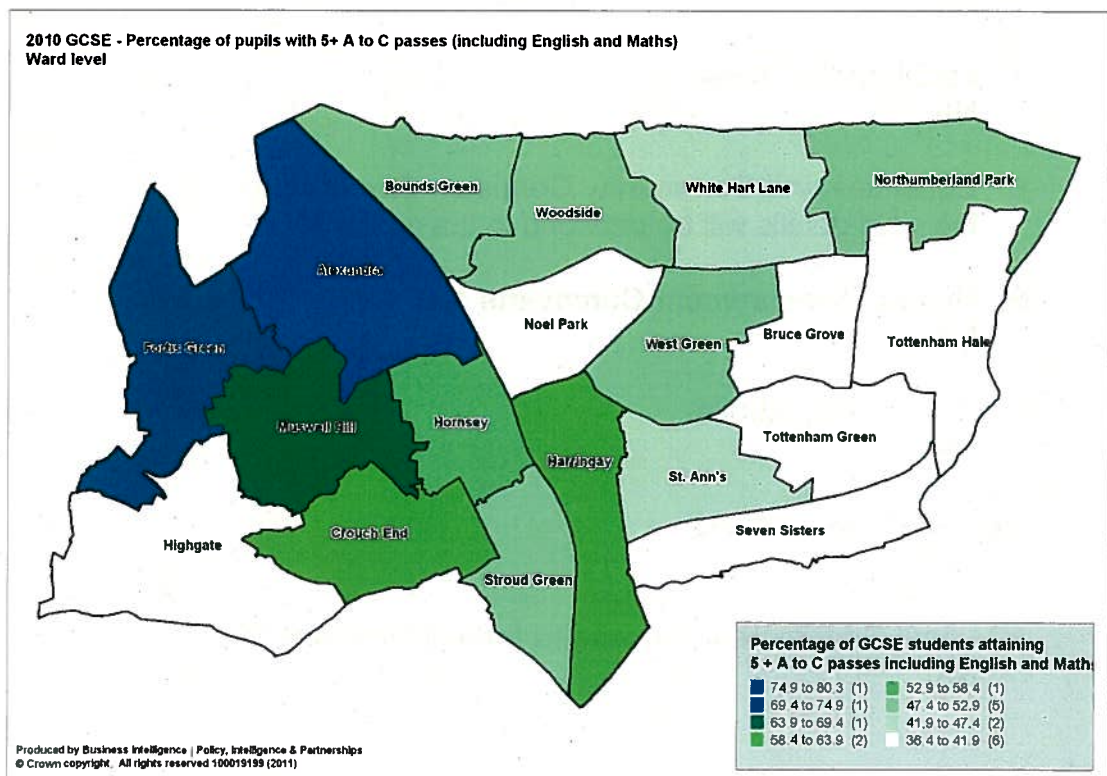 2010 GCSE - Percentage of pupils with 5+ A to C passes (including English and Maths)
Ward level
Bounds Green
Woodside
White Hart Lane
Northumberland Park
Alexandra
Fortis Green
Noel Park
West Green
Bruce Grove
Tottenham Hale
Muswell Hill
Hornsey
Harringay
Tottenham Green
St. Ann's
Highgate
Crouch End
Seven Sisters
Stroud Green
Percentage of GCSE students attaining
5 + A to C passes including English and Maths
74.9 to 80.3 (1)
69.4 to 74.9 (1)
63.9 to 69.4 (1)
58.4 to 63.9 (2)
52.9 to 58.4 (1)
47.4 to 52.9 (5)
41.9 to 47.4 (2)
36.4 to 41.9 (6)
Produced by Business Intelligence | Policy, Intelligence & Partnerships
© Crown copyright. All rights reserved 100019199 (2011)